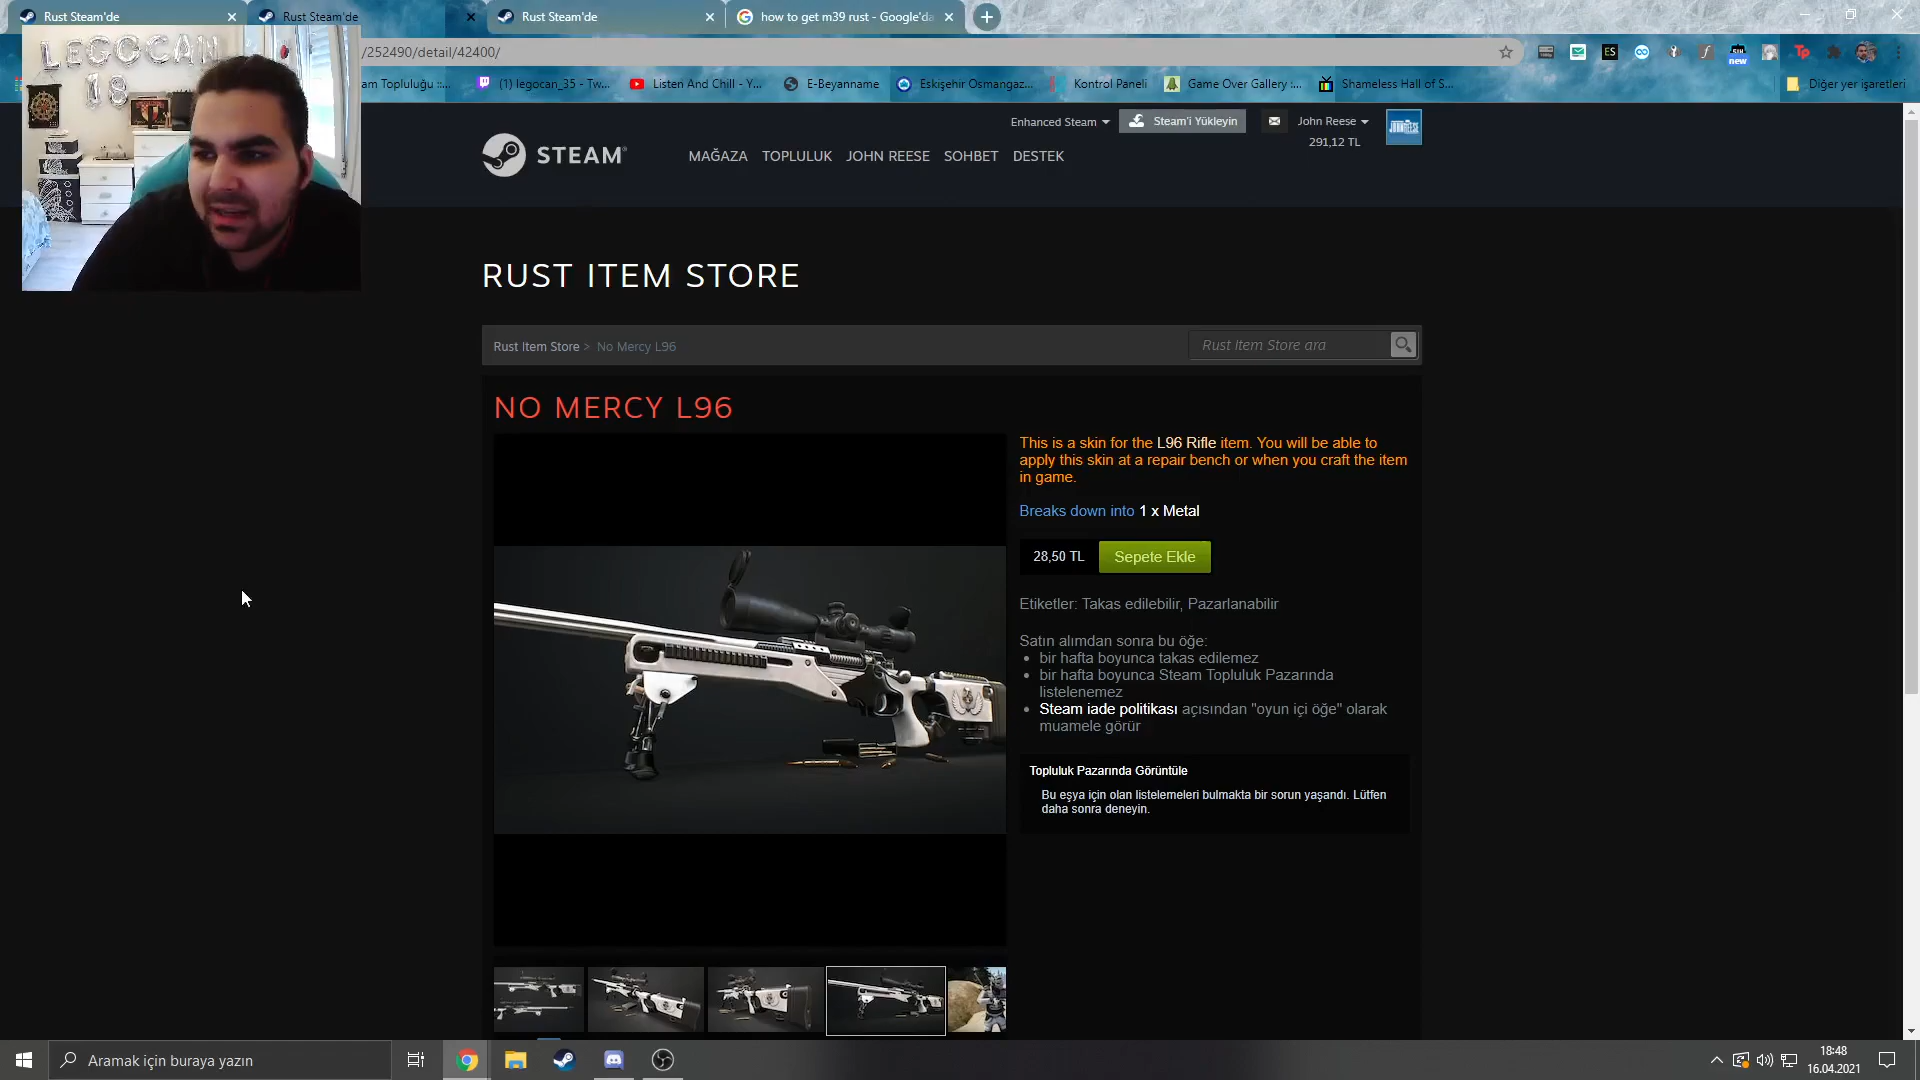 Rust Steam'de
Rust Steam'de
Rust Steam'de
how to get m39 rust - Google'da
/252490/detail/42400/
LEGOCAN
18
am Topluluğu ::...
(1) legocan_35 - Tw...
Listen And Chill - Y...
E-Beyanname
Eskişehir Osmangaz...
Kontrol Paneli
Game Over Gallery :...
Shameless Hall of S...
Diğer yer işaretleri
new
Enhanced Steam
Steam'i Yükleyin
John Reese
291,12 TL
STEAM
MAĞAZA
TOPLULUK
JOHN REESE
SOHBET
DESTEK
RUST ITEM STORE
Rust Item Store > No Mercy L96
Rust Item Store ara
NO MERCY L96
This is a skin for the L96 Rifle item. You will be able to
apply this skin at a repair bench or when you craft the item
in game.
Breaks down into 1 x Metal
28,50 TL
Sepete Ekle
Etiketler: Takas edilebilir, Pazarlanabilir
Satın alımdan sonra bu öğe:
bir hafta boyunca takas edilemez
bir hafta boyunca Steam Topluluk Pazarında
listelenemez
Steam iade politikası açısından "oyun içi öğe" olarak
muamele görür
Topluluk Pazarında Görüntüle
Bu eşya için olan listelemeleri bulmakta bir sorun yaşandı. Lütfen
daha sonra deneyin.
Aramak için buraya yazın
18:48
16.04.2021